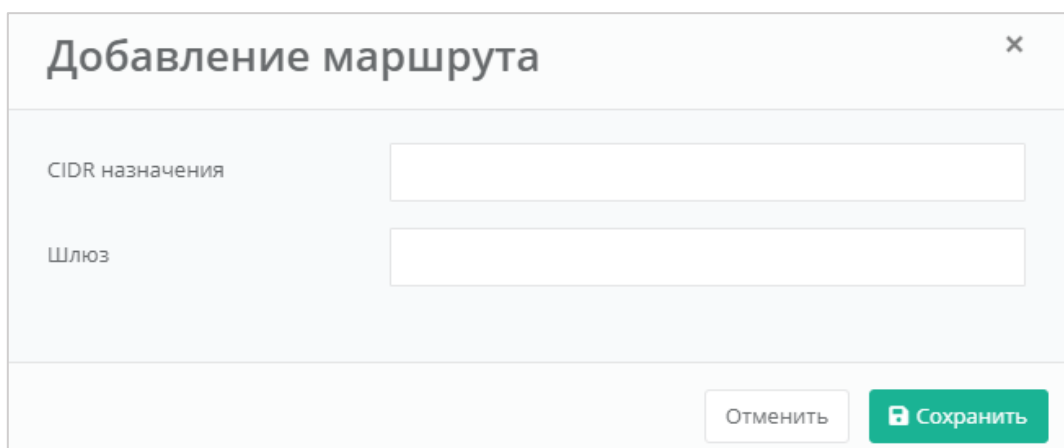 Добавление маршрута
CIDR назначения
Шлюз
Отменить
Сохранить